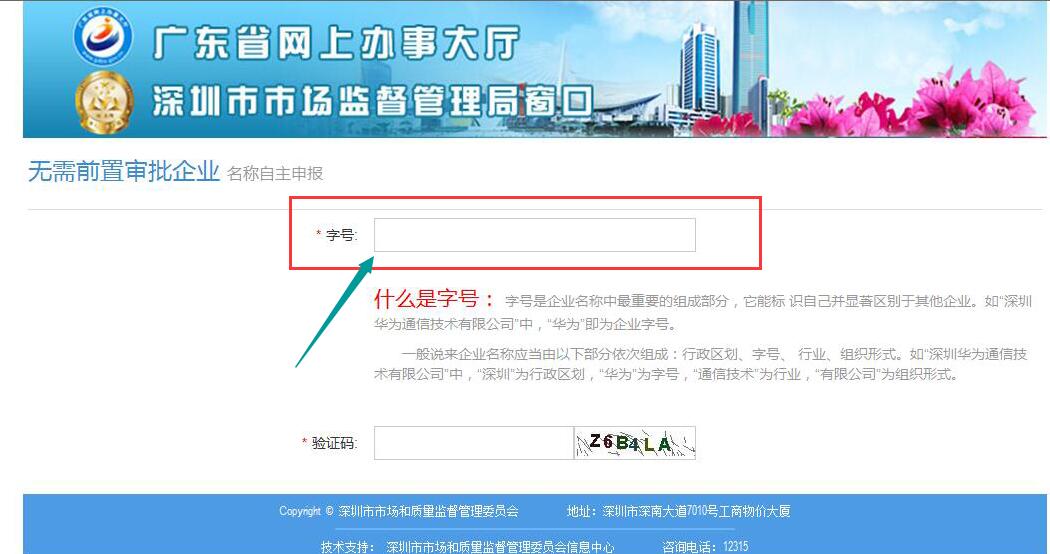 广东省网上办事大厅
深圳市市场监督管理局窗口
无需前置审批企业 名称自主申报
* 字号:
什么是字号： 字号是企业名称中最重要的组成部分，它能标 识自己并显著区别于其他企业。如“深圳
华为通信技术有限公司”中，“华为”即为企业字号。
一般说来企业名称应当由以下部分依次组成：行政区划、字号、 行业、组织形式。如“深圳华为通信技
术有限公司”中，“深圳”为行政区划，“华为”为字号，“通信技术”为行业，“有限公司”为组织形式。
* 验证码: Z6B4LA
Copyright © 深圳市市场和质量监督管理委员会 地址：深圳市深南大道7010号工商物价大厦
技术支持： 深圳市市场和质量监督管理委员会信息中心 咨询电话：12315